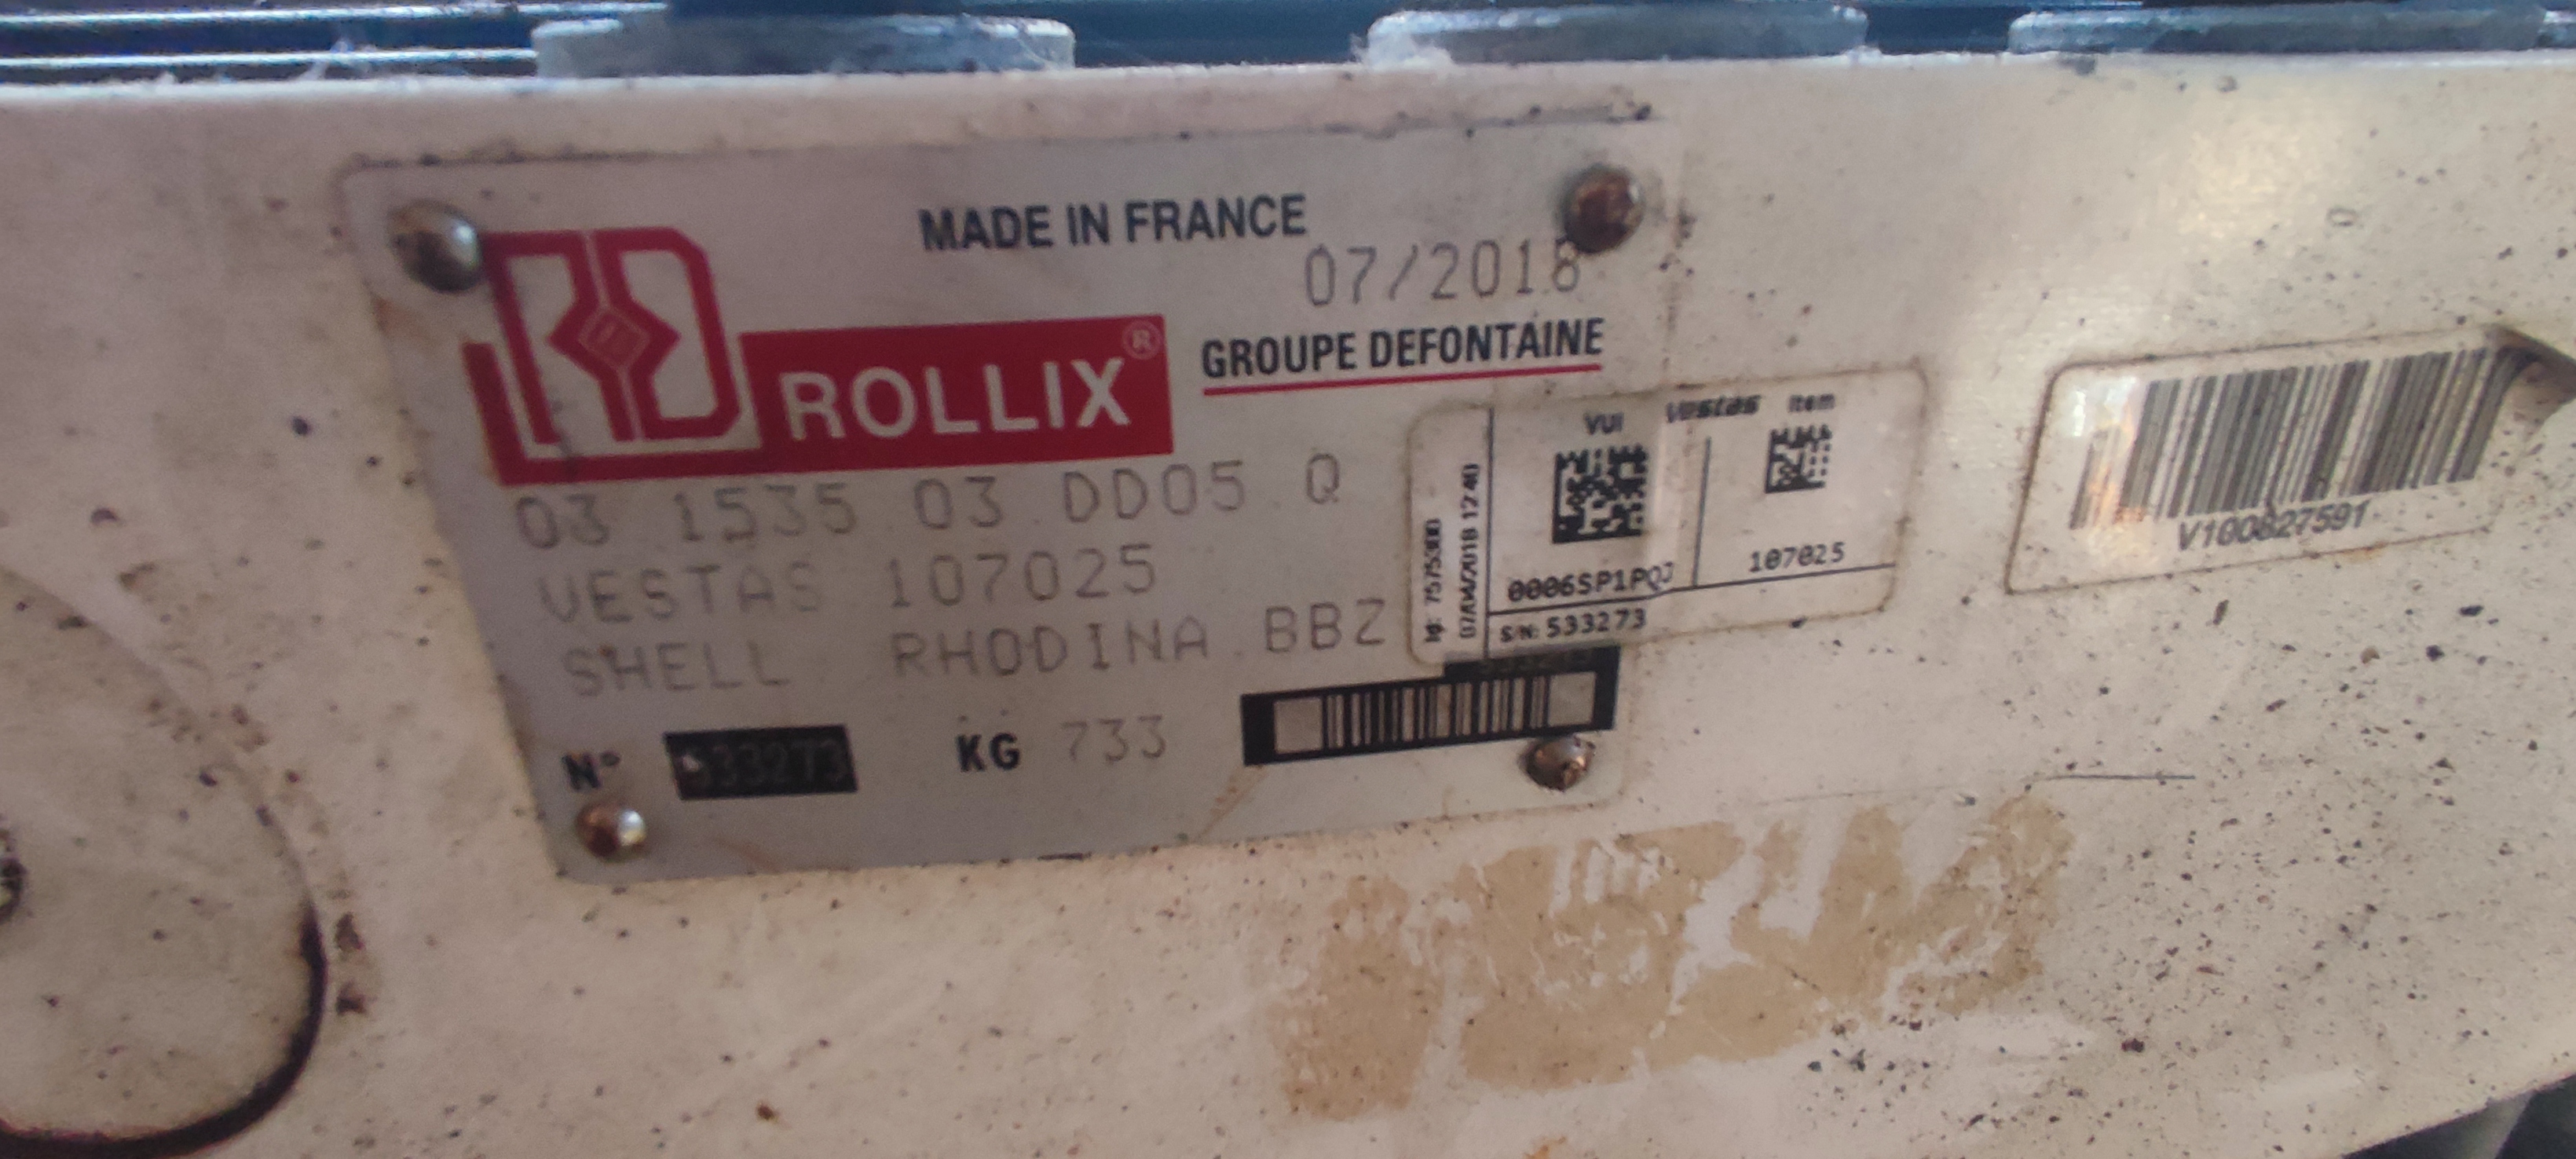 MADE IN FRANCE
07/2018
ROLLIX®
GROUPE DEFONTAINE
03 1535 03 DD05 Q
VESTAS 107025
SHELL RHODINA BBZ
N° 533273
KG 733
VUI
vestas
Item
0006SP1PQJ
107025
S/N: 533273
V100827591